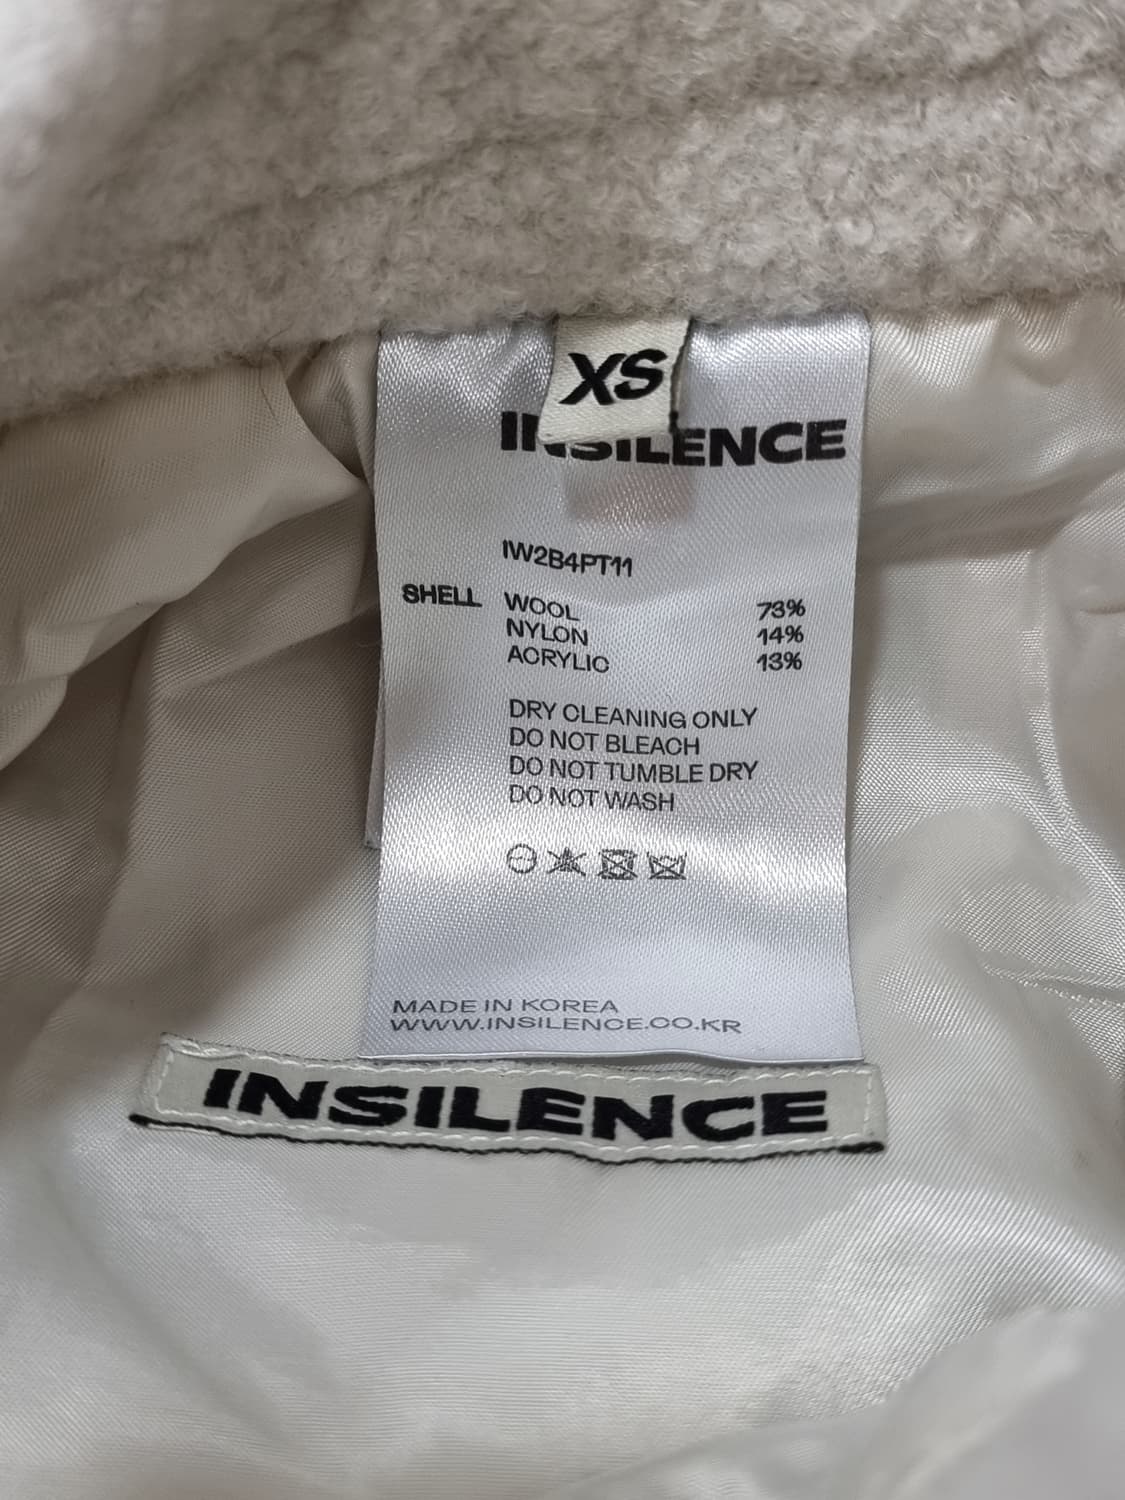 XS
INSILENCE
IW2B4PT11
SHELL WOOL 73%
NYLON 14%
ACRYLIC 13%
DRY CLEANING ONLY
DO NOT BLEACH
DO NOT TUMBLE DRY
DO NOT WASH
MADE IN KOREA
WWW.INSILENCE.CO.KR
INSILENCE